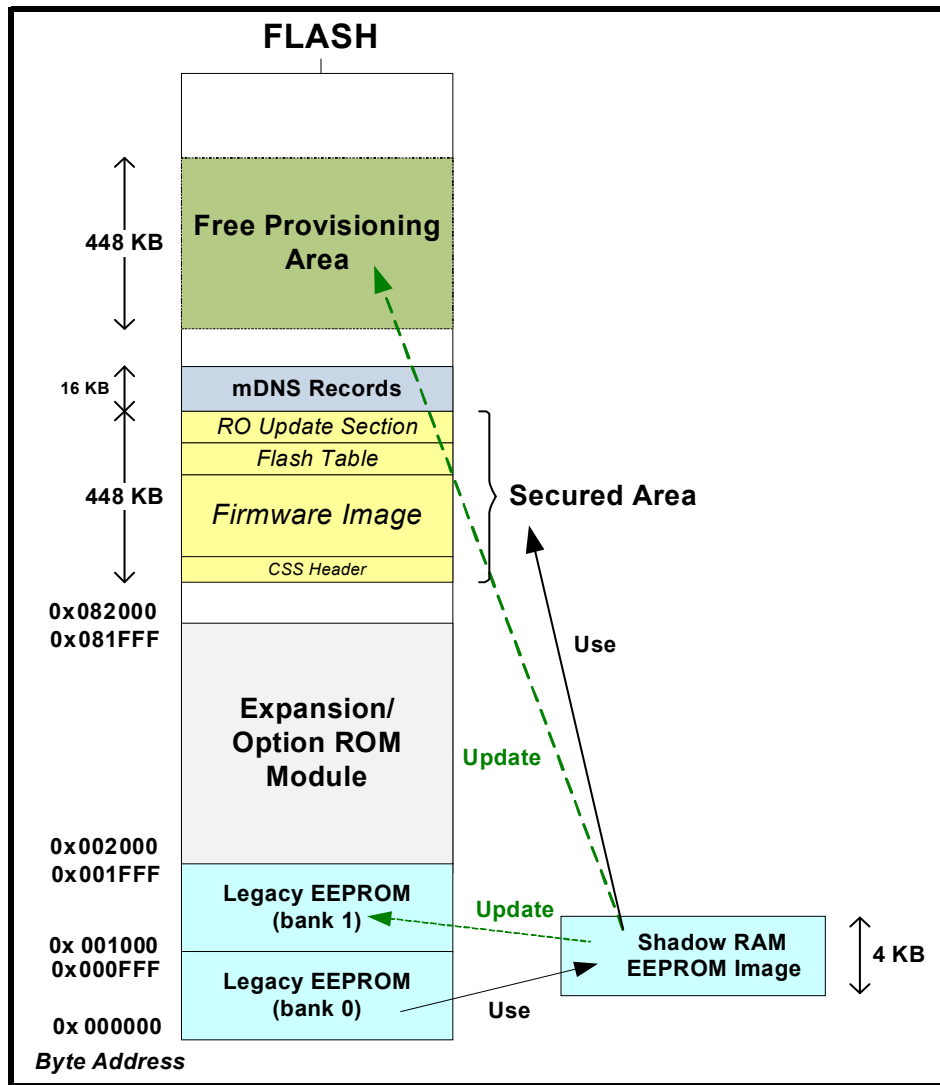 FLASH
Free Provisioning
Area
448 KB
16 KB
mDNS Records
RO Update Section
Flash Table
448 KB
Firmware Image
Secured Area
CSS Header
0x082000
0x081FFF
Use
Expansion/
Option ROM
Module
Update
0x002000
0x001FFF
Legacy EEPROM
(bank 1)
Update
0x 001000
0x000FFF
Shadow RAM
EEPROM Image
4 KB
Legacy EEPROM
(bank 0)
Use
0x 000000
Byte Address